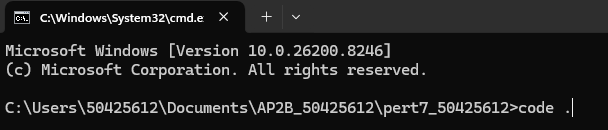 C:\Windows\System32\cmd.e
Microsoft Windows [Version 10.0.26200.8246]
(c) Microsoft Corporation. All rights reserved.
C:\Users\50425612\Documents\AP2B_50425612\pert7_50425612>code .